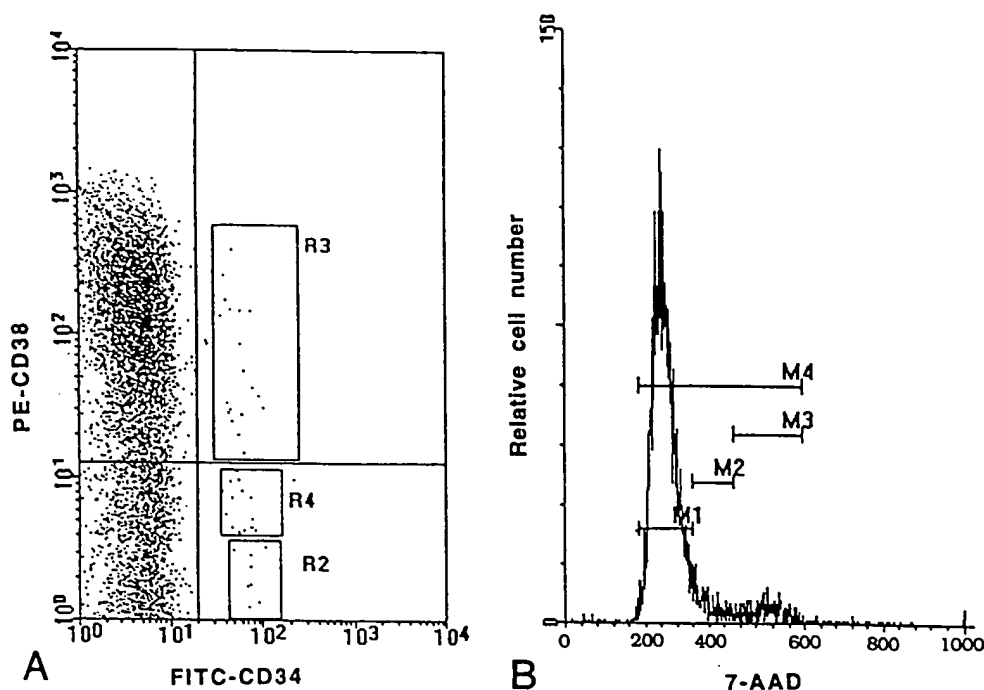 10^4
10^3
10^2
10^1
10^0
PE-CD38
R3
R4
R2
10^0 10^1 10^2 10^3 10^4
FITC-CD34
A
150
0
Relative cell number
M4
M3
M2
M1
0 200 400 600 800 1000
7-AAD
B